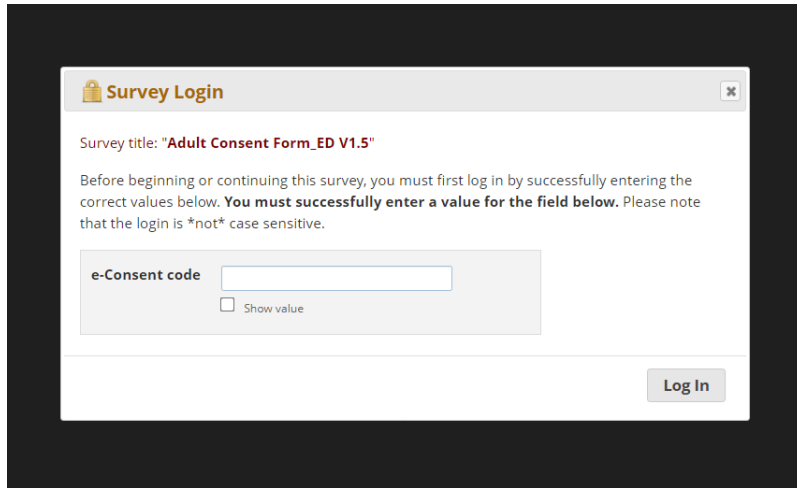 Survey Login
Survey title: "Adult Consent Form_ED V1.5"
Before beginning or continuing this survey, you must first log in by successfully entering the
correct values below. You must successfully enter a value for the field below. Please note
that the login is *not* case sensitive.
e-Consent code
Show value
Log In